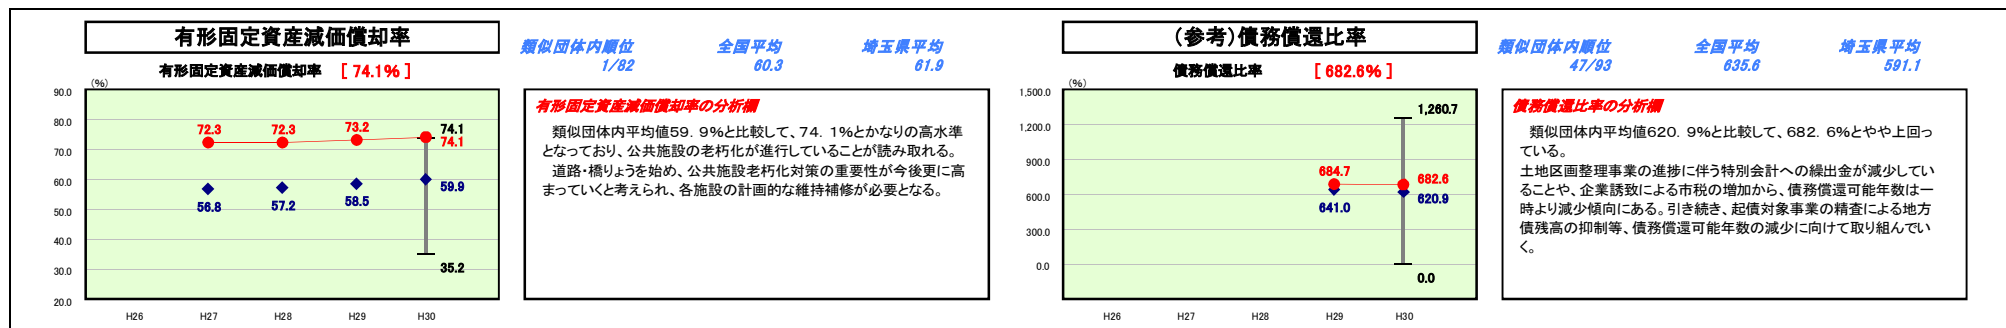 有形固定資産減価償却率
類似団体内順位 全国平均 埼玉県平均
1/82 60.3 61.9
有形固定資産減価償却率 [ 74.1% ]
(%)
90.0
80.0
70.0
60.0
50.0
40.0
30.0
20.0
72.3 72.3 73.2 74.1
74.1
56.8 57.2 58.5 59.9
35.2
H26 H27 H28 H29 H30
有形固定資産減価償却率の分析欄
類似団体内平均値59．9%と比較して、74．1%とかなりの高水準
となっており、公共施設の老朽化が進行していることが読み取れる。
道路・橋りょうを始め、公共施設老朽化対策の重要性が今後更に高
まっていくと考えられ、各施設の計画的な維持補修が必要となる。
(参考)債務償還比率
類似団体内順位 全国平均 埼玉県平均
47/93 635.6 591.1
債務償還比率 [ 682.6% ]
(%)
1,500.0
1,200.0
900.0
600.0
300.0
0.0
1,260.7
684.7 682.6
641.0 620.9
0.0
H26 H27 H28 H29 H30
債務償還比率の分析欄
類似団体内平均値620．9%と比較して、682．6%とやや上回っ
ている。
土地区画整理事業の進捗に伴う特別会計への繰出金が減少してい
ることや、企業誘致による市税の増加から、債務償還可能年数は一
時より減少傾向にある。引き続き、起債対象事業の精査による地方
債残高の抑制等、債務償還可能年数の減少に向けて取り組んでい
く。